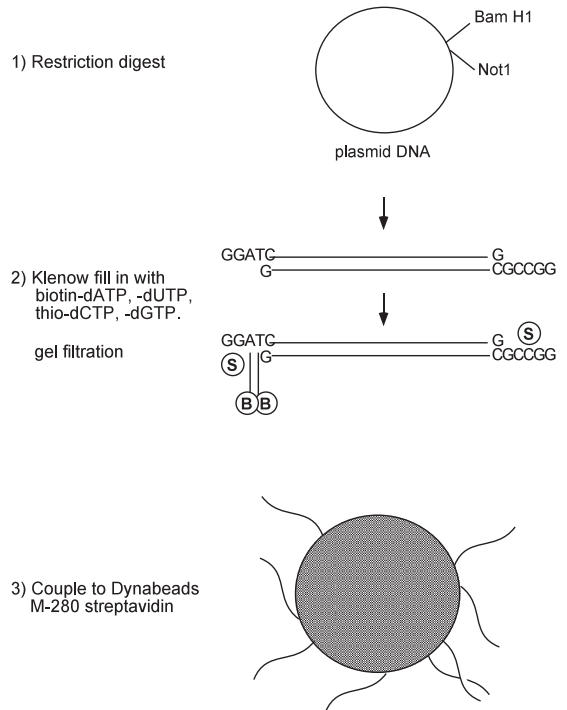 Bam H1
1) Restriction digest
Not1
plasmid DNA
GGATC G
G CGCCGG
2) Klenow fill in with
biotin-dATP, -dUTP,
thio-dCTP, -dGTP.
gel filtration
GGATC G S
S G CGCCGG
B B
3) Couple to Dynabeads
M-280 streptavidin